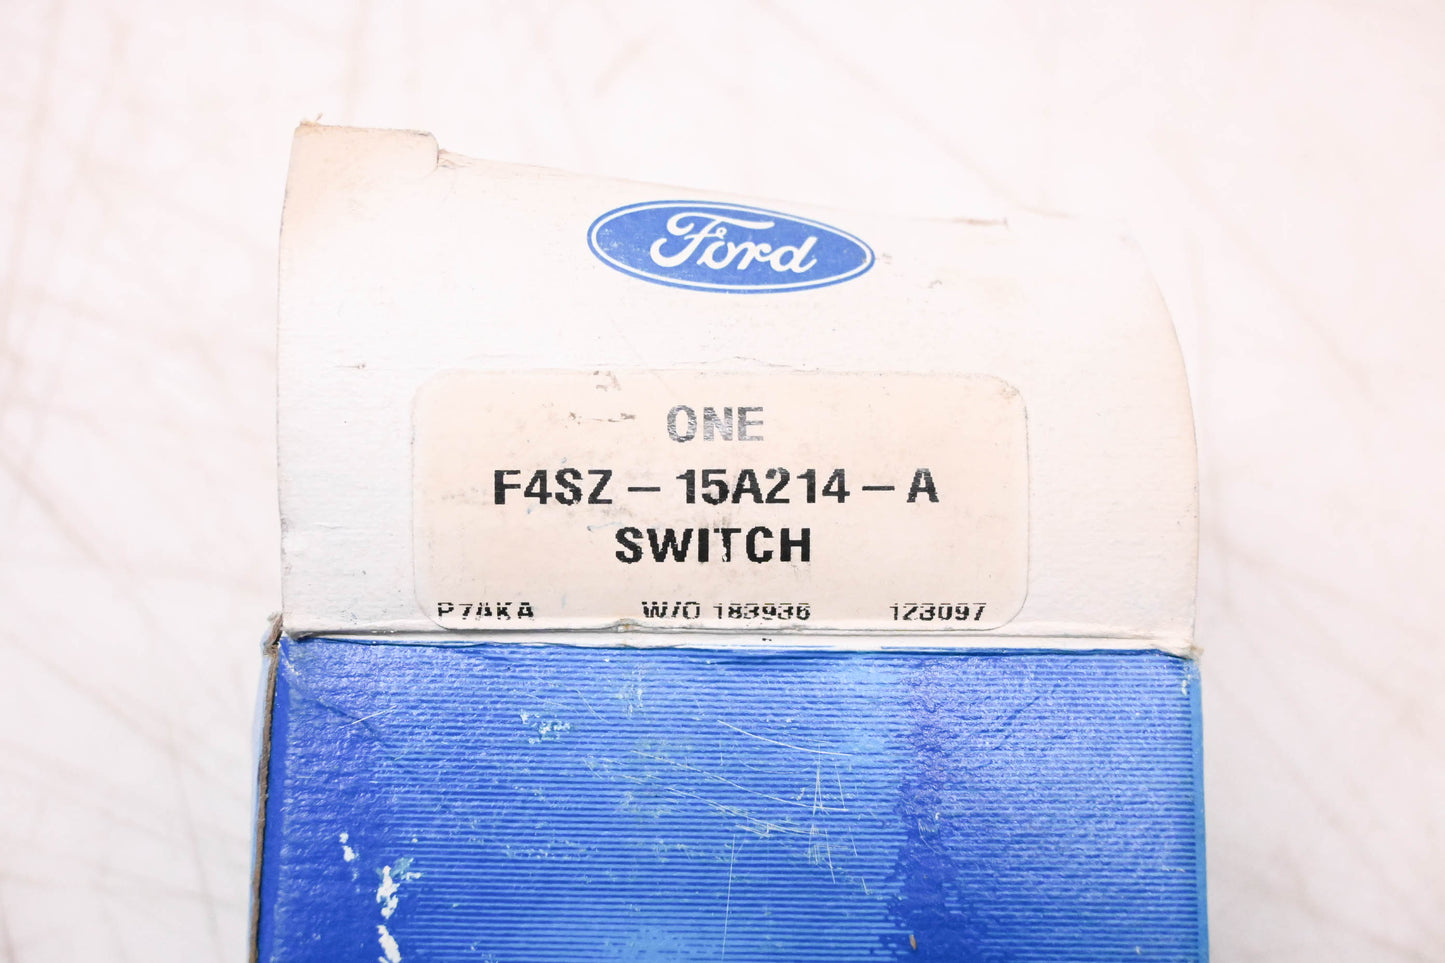 Ford
ONE
F4SZ - 15A214 - A
SWITCH
P7AKA W/O 183936 123097